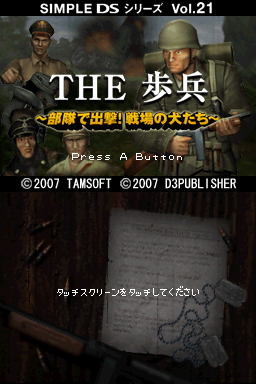 SIMPLE DS シリーズ Vol.21
THE 歩兵
～部隊で出撃！戦場の犬たち～
Press A Button
©2007 TAMSOFT ©2007 D3PUBLISHER
タッチスクリーンをタッチしてください